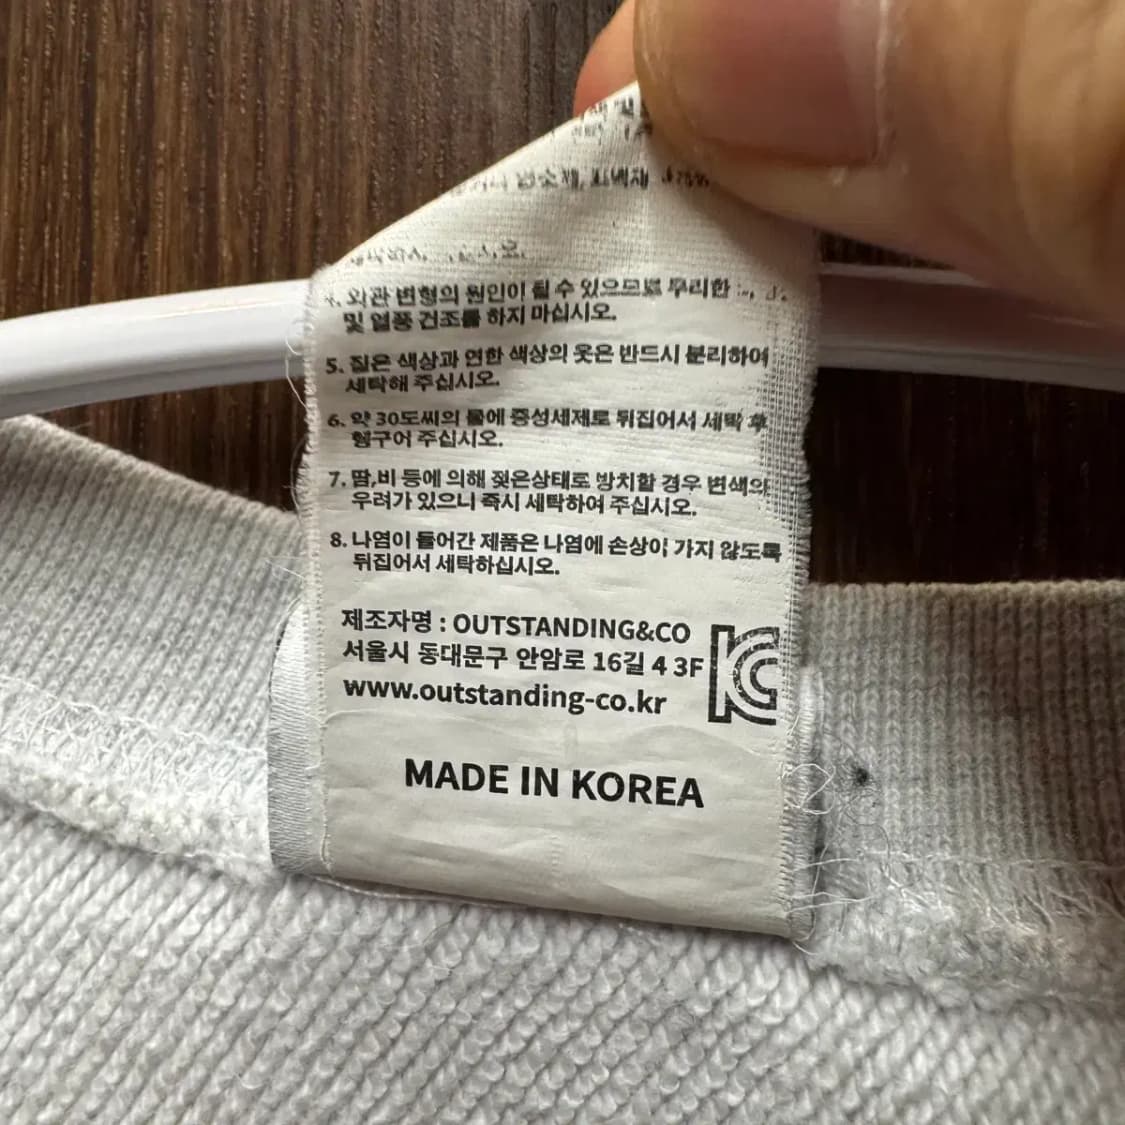 표백제
외관 변형의 원인이 될 수 있으므로 무리한
및 열풍 건조를 하지 마십시오.
5. 짙은 색상과 연한 색상의 옷은 반드시 분리하여
세탁해 주십시오.
6. 약 30도씨의 물에 중성세제로 뒤집어서 세탁 후
헹구어 주십시오.
7. 땀,비 등에 의해 젖은상태로 방치할 경우 변색의
우려가 있으니 즉시 세탁하여 주십시오.
8. 나염이 들어간 제품은 나염에 손상이 가지 않도록
뒤집어서 세탁하십시오.
제조자명 : OUTSTANDING&CO
서울시 동대문구 안암로 16길 4 3F
www.outstanding-co.kr
KC
MADE IN KOREA